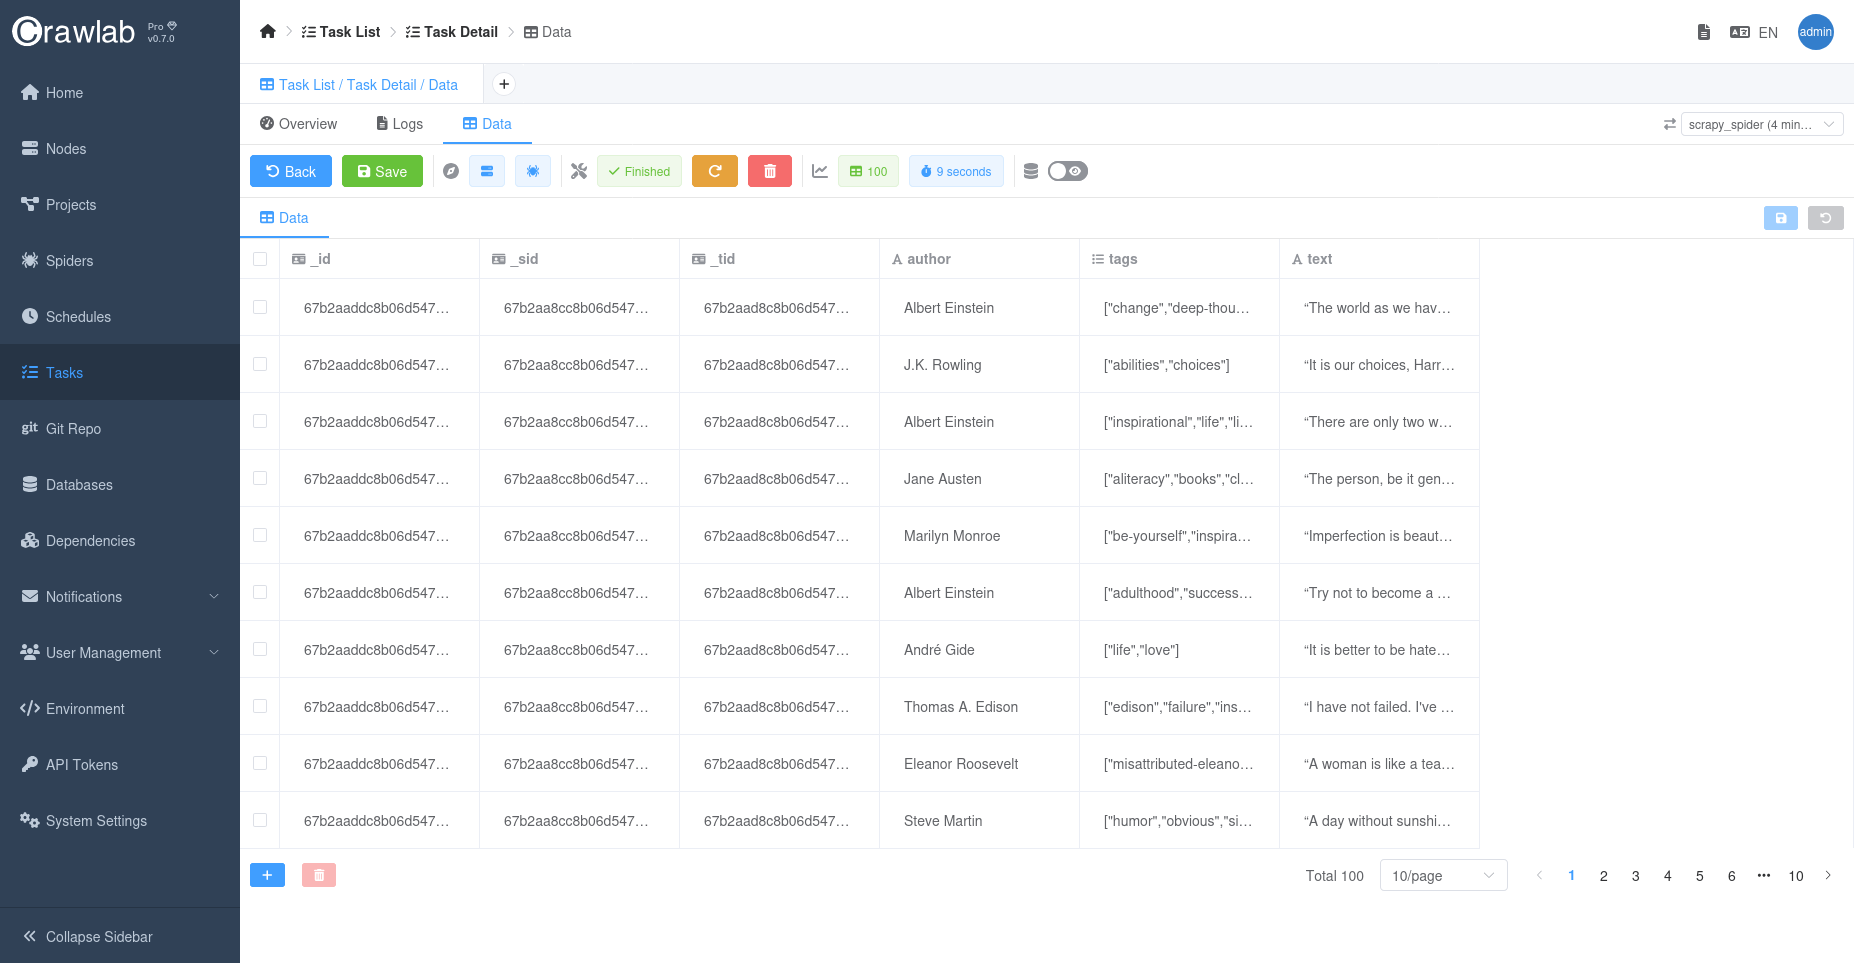 Crawlab
Pro
v0.7.0
Home
Nodes
Projects
Spiders
Schedules
Tasks
git Git Repo
Databases
Dependencies
Notifications
User Management
Environment
API Tokens
System Settings
Collapse Sidebar
Task List Task Detail Data
EN admin
Task List / Task Detail / Data
Overview Logs Data scrapy_spider (4 min...
Back Save Finished 100 9 seconds
Data
_id _sid _tid author tags text
67b2aaddc8b06d547... 67b2aa8cc8b06d547... 67b2aad8c8b06d547... Albert Einstein ["change","deep-thou... “The world as we hav...
67b2aaddc8b06d547... 67b2aa8cc8b06d547... 67b2aad8c8b06d547... J.K. Rowling ["abilities","choices"] “It is our choices, Harr...
67b2aaddc8b06d547... 67b2aa8cc8b06d547... 67b2aad8c8b06d547... Albert Einstein ["inspirational","life","li... “There are only two w...
67b2aaddc8b06d547... 67b2aa8cc8b06d547... 67b2aad8c8b06d547... Jane Austen ["aliteracy","books","cl... “The person, be it gen...
67b2aaddc8b06d547... 67b2aa8cc8b06d547... 67b2aad8c8b06d547... Marilyn Monroe ["be-yourself","inspira... “Imperfection is beaut...
67b2aaddc8b06d547... 67b2aa8cc8b06d547... 67b2aad8c8b06d547... Albert Einstein ["adulthood","success... “Try not to become a ...
67b2aaddc8b06d547... 67b2aa8cc8b06d547... 67b2aad8c8b06d547... André Gide ["life","love"] “It is better to be hate...
67b2aaddc8b06d547... 67b2aa8cc8b06d547... 67b2aad8c8b06d547... Thomas A. Edison ["edison","failure","ins... “I have not failed. I've ...
67b2aaddc8b06d547... 67b2aa8cc8b06d547... 67b2aad8c8b06d547... Eleanor Roosevelt ["misattributed-eleano... “A woman is like a tea...
67b2aaddc8b06d547... 67b2aa8cc8b06d547... 67b2aad8c8b06d547... Steve Martin ["humor","obvious","si... “A day without sunshi...
Total 100 10/page 1 2 3 4 5 6 ••• 10